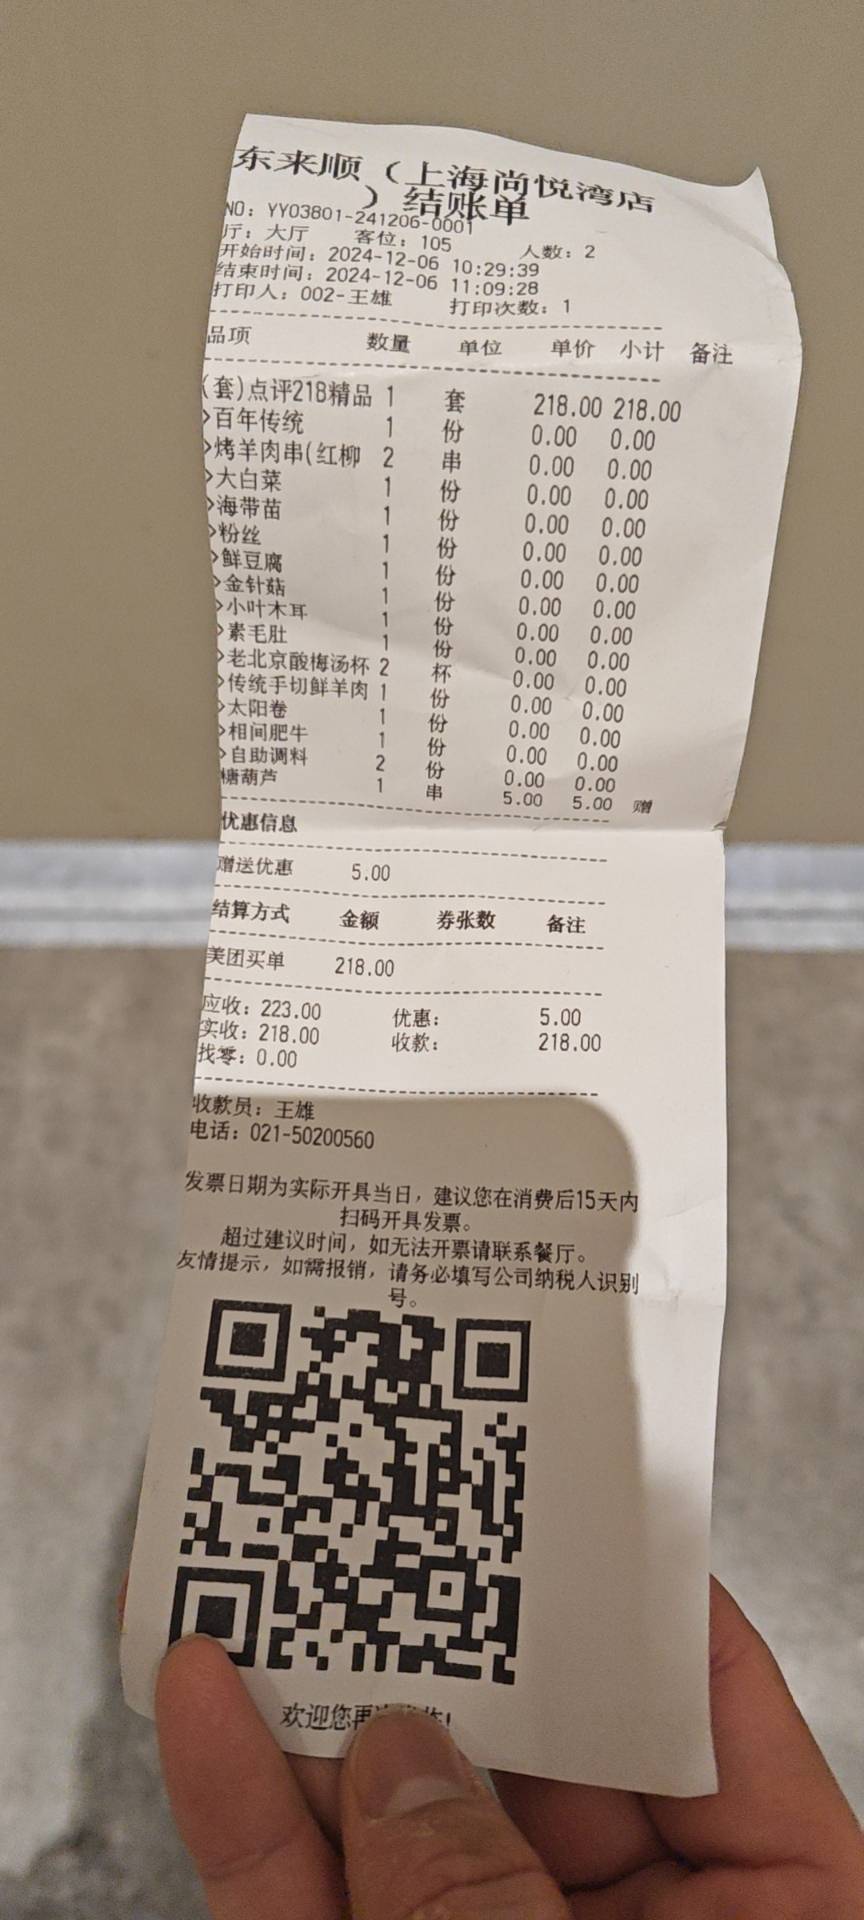 东来顺（上海尚悦湾店
）结账单
NO: YY03801-241206-0001
厅: 大厅 客位: 105 人数: 2
开始时间: 2024-12-06 10:29:39
结束时间: 2024-12-06 11:09:28
打印人: 002-王雄 打印次数: 1
品项 数量 单位 单价 小计 备注
(套)点评218精品 1 套 218.00 218.00
>百年传统 1 份 0.00 0.00
>烤羊肉串(红柳 2 串 0.00 0.00
>大白菜 1 份 0.00 0.00
>海带苗 1 份 0.00 0.00
>粉丝 1 份 0.00 0.00
>鲜豆腐 1 份 0.00 0.00
>金针菇 1 份 0.00 0.00
>小叶木耳 1 份 0.00 0.00
>素毛肚 1 份 0.00 0.00
>老北京酸梅汤杯 2 杯 0.00 0.00
>传统手切鲜羊肉 1 份 0.00 0.00
>太阳卷 1 份 0.00 0.00
>相间肥牛 1 份 0.00 0.00
>自助调料 2 份 0.00 0.00
糖葫芦 1 串 5.00 5.00 赠
优惠信息
赠送优惠 5.00
结算方式 金额 券张数 备注
美团买单 218.00
应收: 223.00 优惠: 5.00
实收: 218.00 收款: 218.00
找零: 0.00
收款员: 王雄
电话: 021-50200560
发票日期为实际开具当日，建议您在消费后15天内
扫码开具发票。
超过建议时间，如无法开票请联系餐厅。
友情提示，如需报销，请务必填写公司纳税人识别
号。
欢迎您再